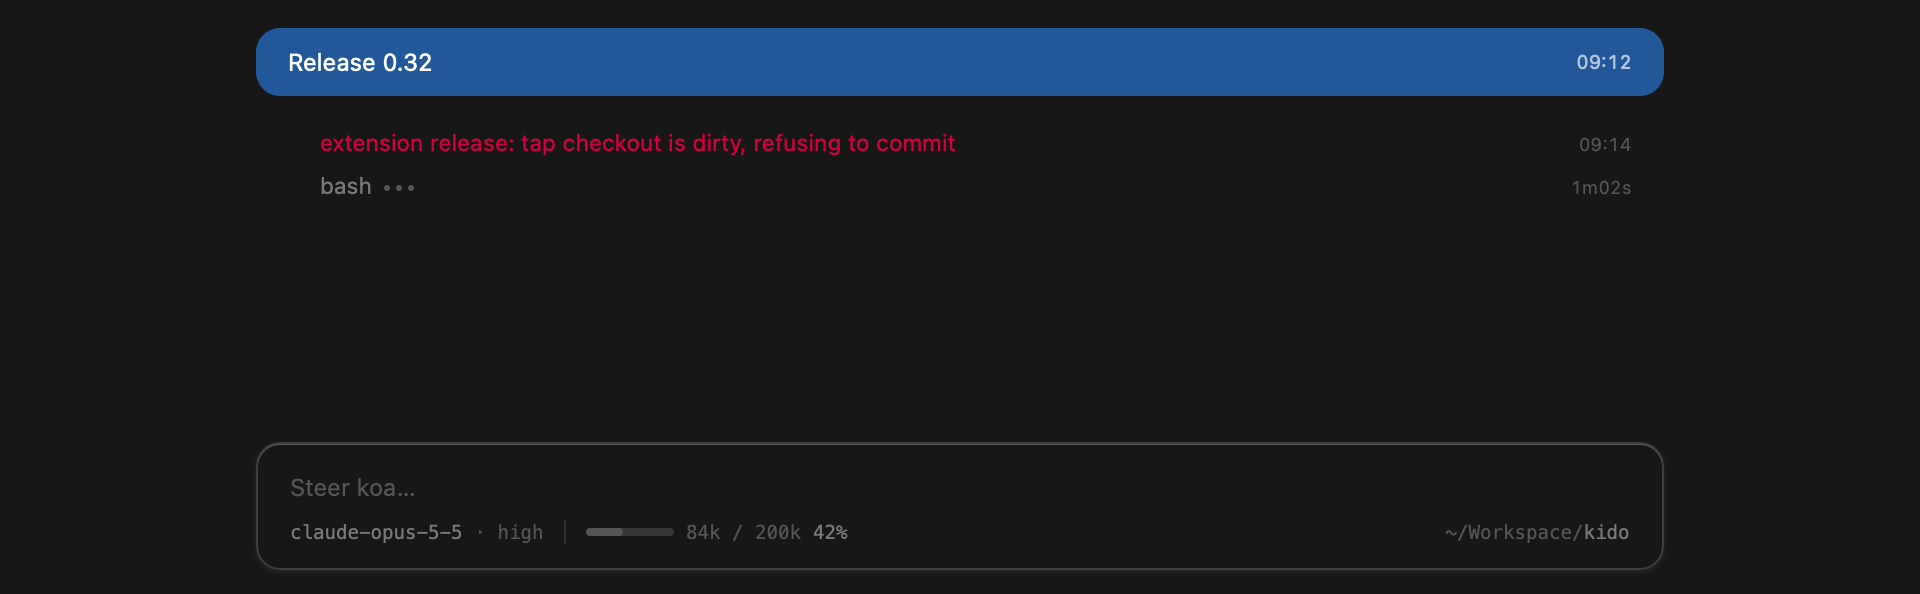 Release 0.32 09:12
extension release: tap checkout is dirty, refusing to commit 09:14
bash ••• 1m02s
Steer koa...
claude-opus-5-5 · high 84k / 200k 42% ~/Workspace/kido